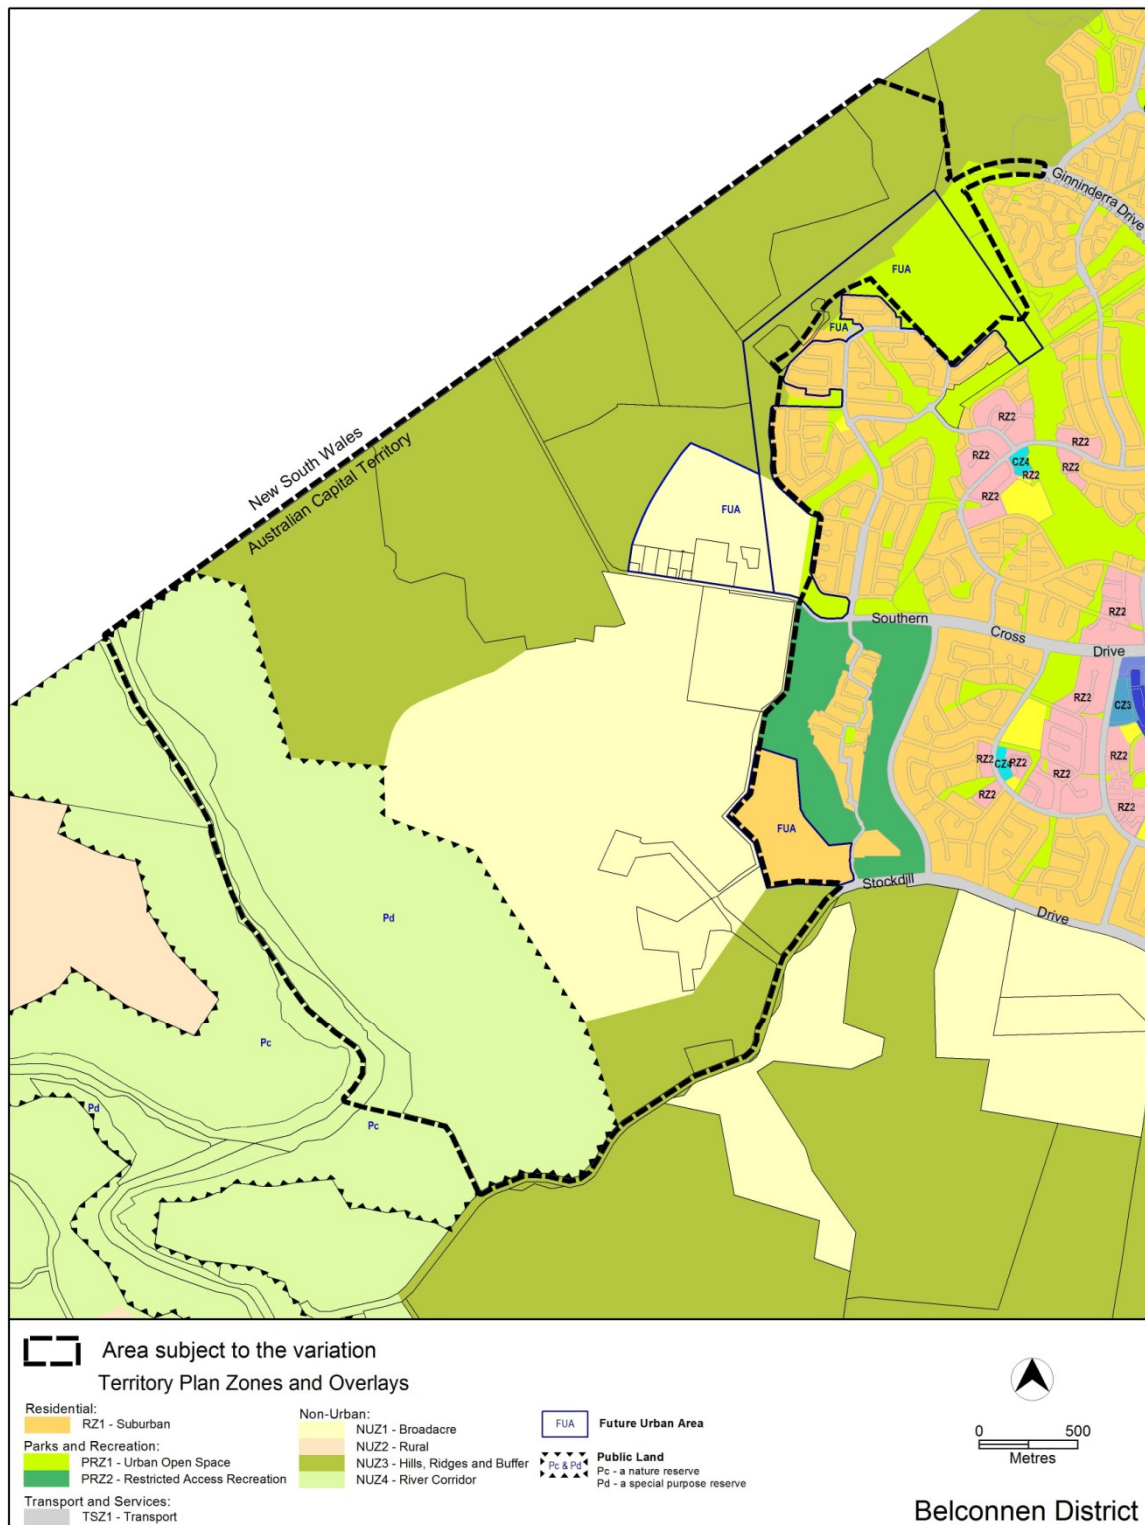 Ginninderra Drive
FUA
FUA
New South Wales
Australian Capital Territory
RZ2
RZ2
RZ2
CZ4
RZ2
RZ2
RZ2
FUA
RZ2
Southern
Cross
Drive
RZ2
CZ3
RZ2
CZ4
RZ2
RZ2
RZ2
RZ2
RZ2
FUA
Stockdill
Drive
Pd
Pc
Pd
Pc
Area subject to the variation
Territory Plan Zones and Overlays
Residential:
RZ1 - Suburban
Parks and Recreation:
PRZ1 - Urban Open Space
PRZ2 - Restricted Access Recreation
Transport and Services:
TSZ1 - Transport
Non-Urban:
NUZ1 - Broadacre
NUZ2 - Rural
NUZ3 - Hills, Ridges and Buffer
NUZ4 - River Corridor
FUA Future Urban Area
Public Land
Pc & Pd
Pc - a nature reserve
Pd - a special purpose reserve
0 500
Metres
Belconnen District